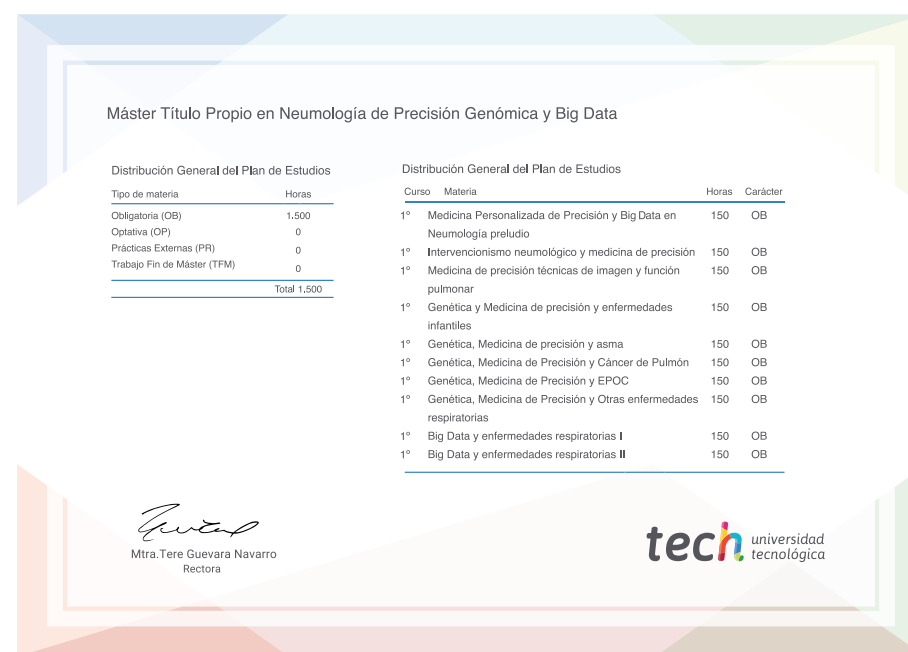 Máster Título Propio en Neumología de Precisión Genómica y Big Data
Distribución General del Plan de Estudios
Tipo de materia Horas
Obligatoria (OB) 1.500
Optativa (OP) 0
Prácticas Externas (PR) 0
Trabajo Fin de Máster (TFM) 0
Total 1.500
Distribución General del Plan de Estudios
Curso Materia Horas Carácter
1º Medicina Personalizada de Precisión y Big Data en 150 OB
Neumología preludio
1º Intervencionismo neumológico y medicina de precisión 150 OB
1º Medicina de precisión técnicas de imagen y función 150 OB
pulmonar
1º Genética y Medicina de precisión y enfermedades 150 OB
infantiles
1º Genética, Medicina de precisión y asma 150 OB
1º Genética, Medicina de Precisión y Cáncer de Pulmón 150 OB
1º Genética, Medicina de Precisión y EPOC 150 OB
1º Genética, Medicina de Precisión y Otras enfermedades 150 OB
respiratorias
1º Big Data y enfermedades respiratorias I 150 OB
1º Big Data y enfermedades respiratorias II 150 OB
Mtra.Tere Guevara Navarro
Rectora
tech universidad
tecnológica